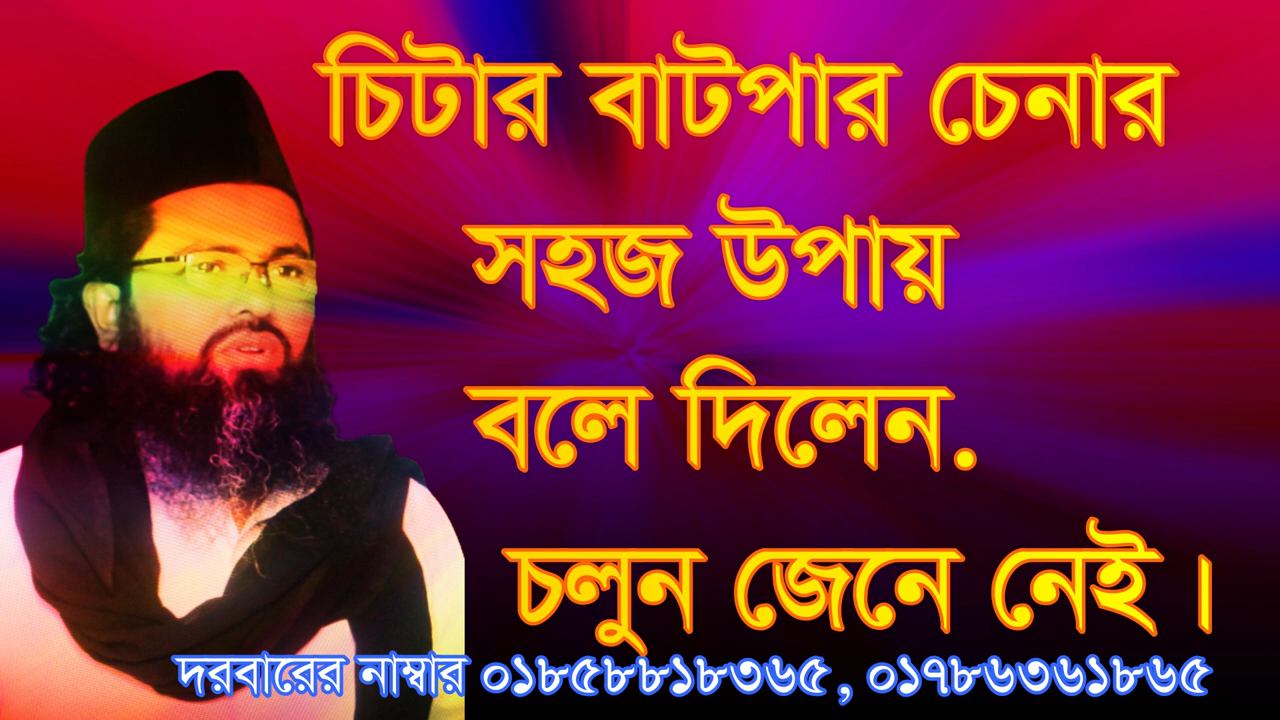 চিটার বাটপার চেনার
সহজ উপায়
বলে দিলেন.
চলুন জেনে নেই।
দরবারের নাম্বার ০১৮৫৮৮১৮৩৬৫, ০১৭৮৬৩৬১৮৬৫